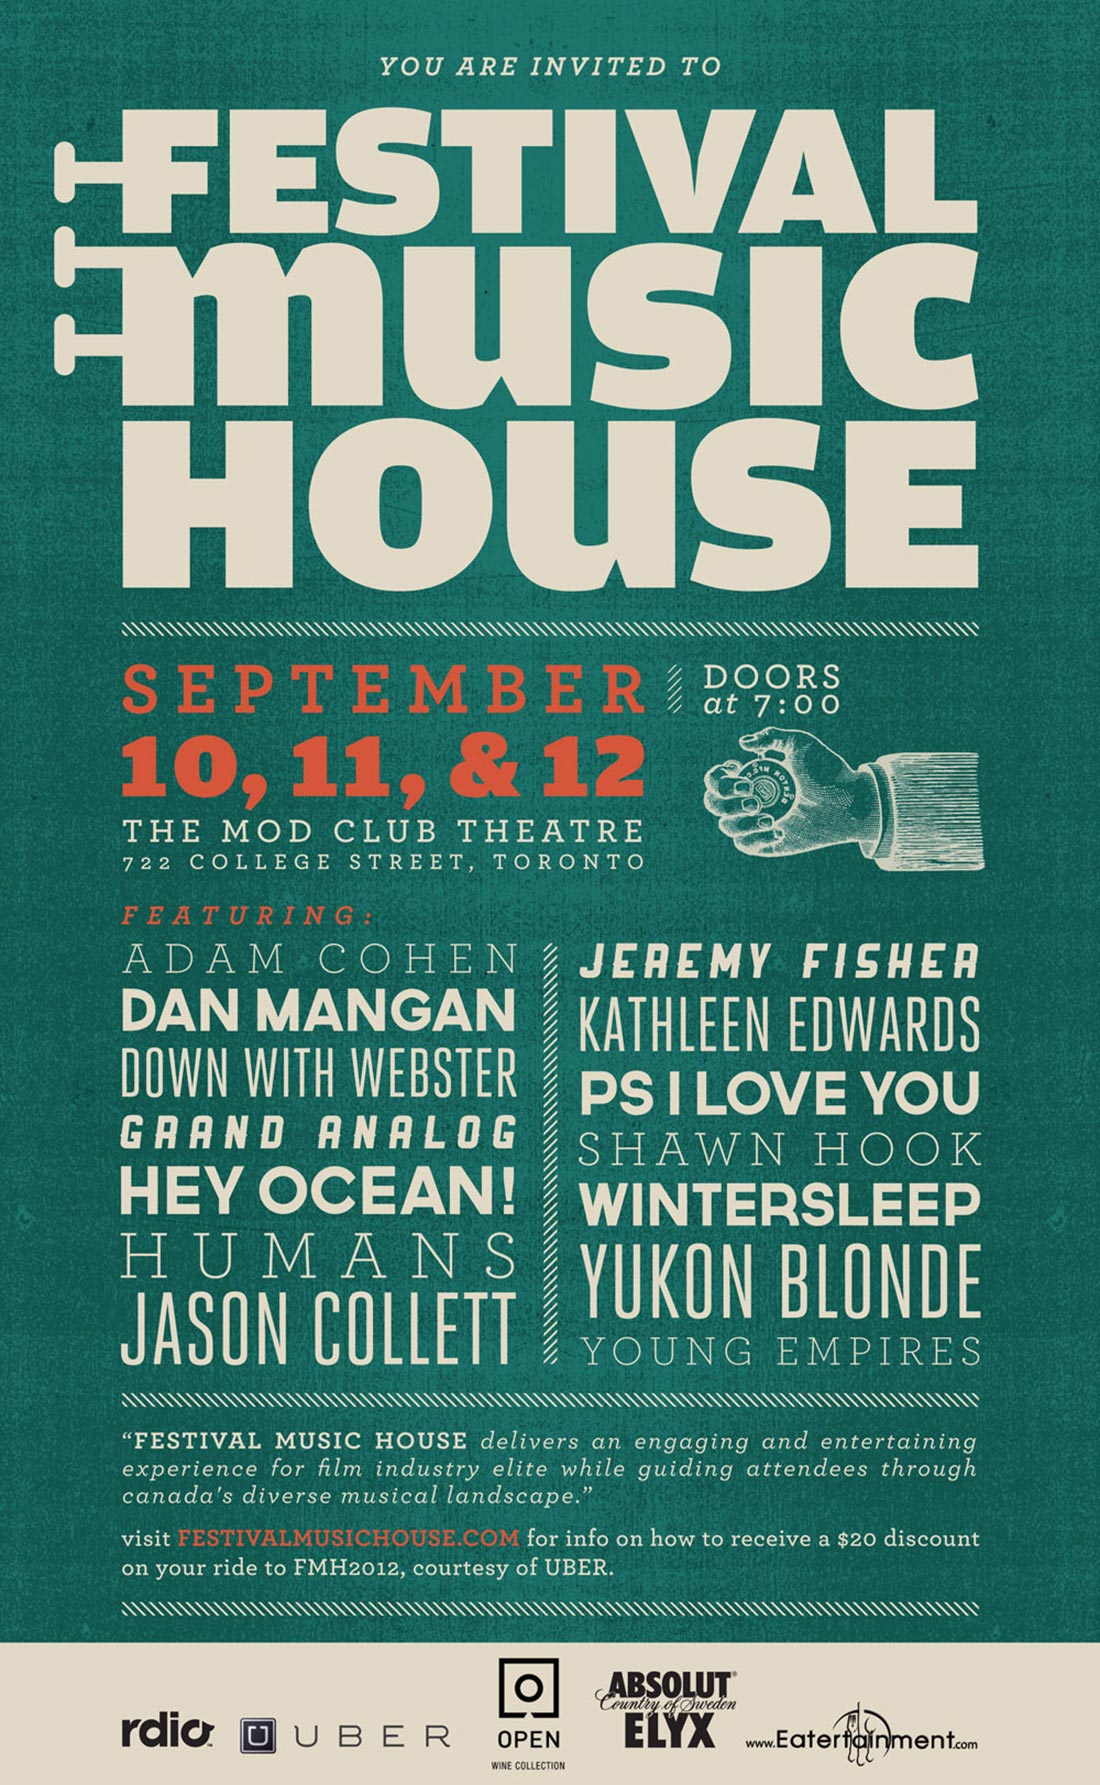 YOU ARE INVITED TO
FESTIVAL
MUSIC
HOUSE
SEPTEMBER
10, 11, & 12
THE MOD CLUB THEATRE
722 COLLEGE STREET, TORONTO
DOORS
at 7:00
FEATURING:
ADAM COHEN
DAN MANGAN
DOWN WITH WEBSTER
GRAND ANALOG
HEY OCEAN!
HUMANS
JASON COLLETT
JEREMY FISHER
KATHLEEN EDWARDS
PS I LOVE YOU
SHAWN HOOK
WINTERSLEEP
YUKON BLONDE
YOUNG EMPIRES
“FESTIVAL MUSIC HOUSE delivers an engaging and entertaining
experience for film industry elite while guiding attendees through
canada's diverse musical landscape.”
visit FESTIVALMUSICHOUSE.COM for info on how to receive a $20 discount
on your ride to FMH2012, courtesy of UBER.
rdio
U UBER
OPEN
WINE COLLECTION
ABSOLUT
Country of Sweden
ELYX
www.Eatertainment.com